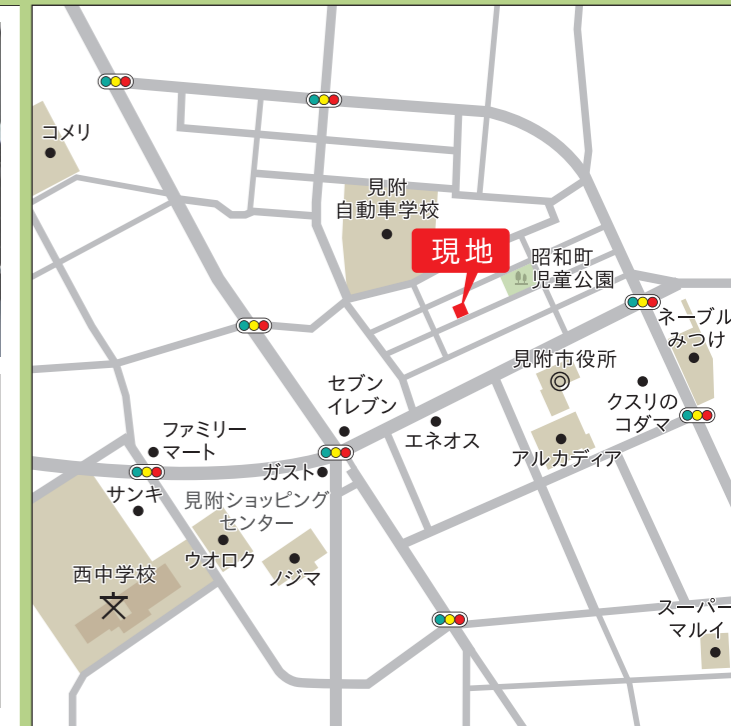 コメリ
見附
自動車学校
現地
昭和町
児童公園
ネーブル
みつけ
見附市役所
セブン
イレブン
クスリの
コダマ
ファミリー
マート
エネオス
アルカディア
ガスト
サンキ
見附ショッピング
センター
ウオロク
ノジマ
西中学校
スーパー
マルイ